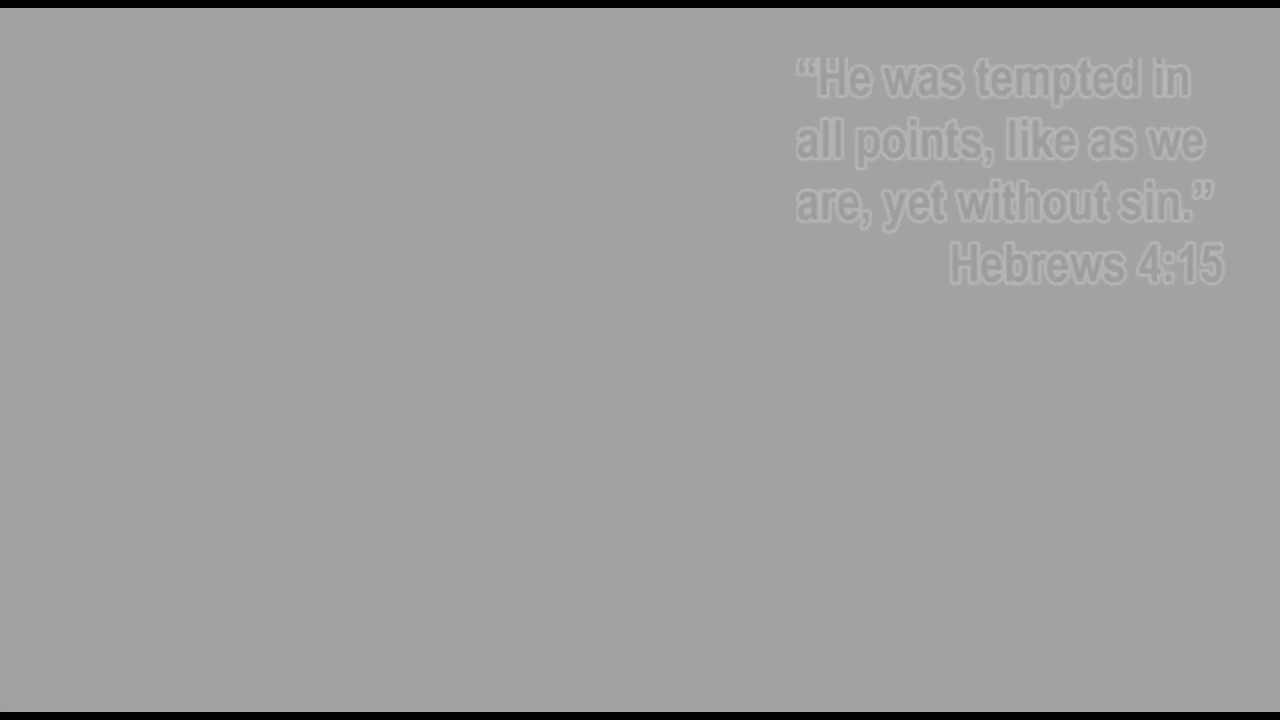 “He was tempted in
all points, like as we
are, yet without sin.”
Hebrews 4:15